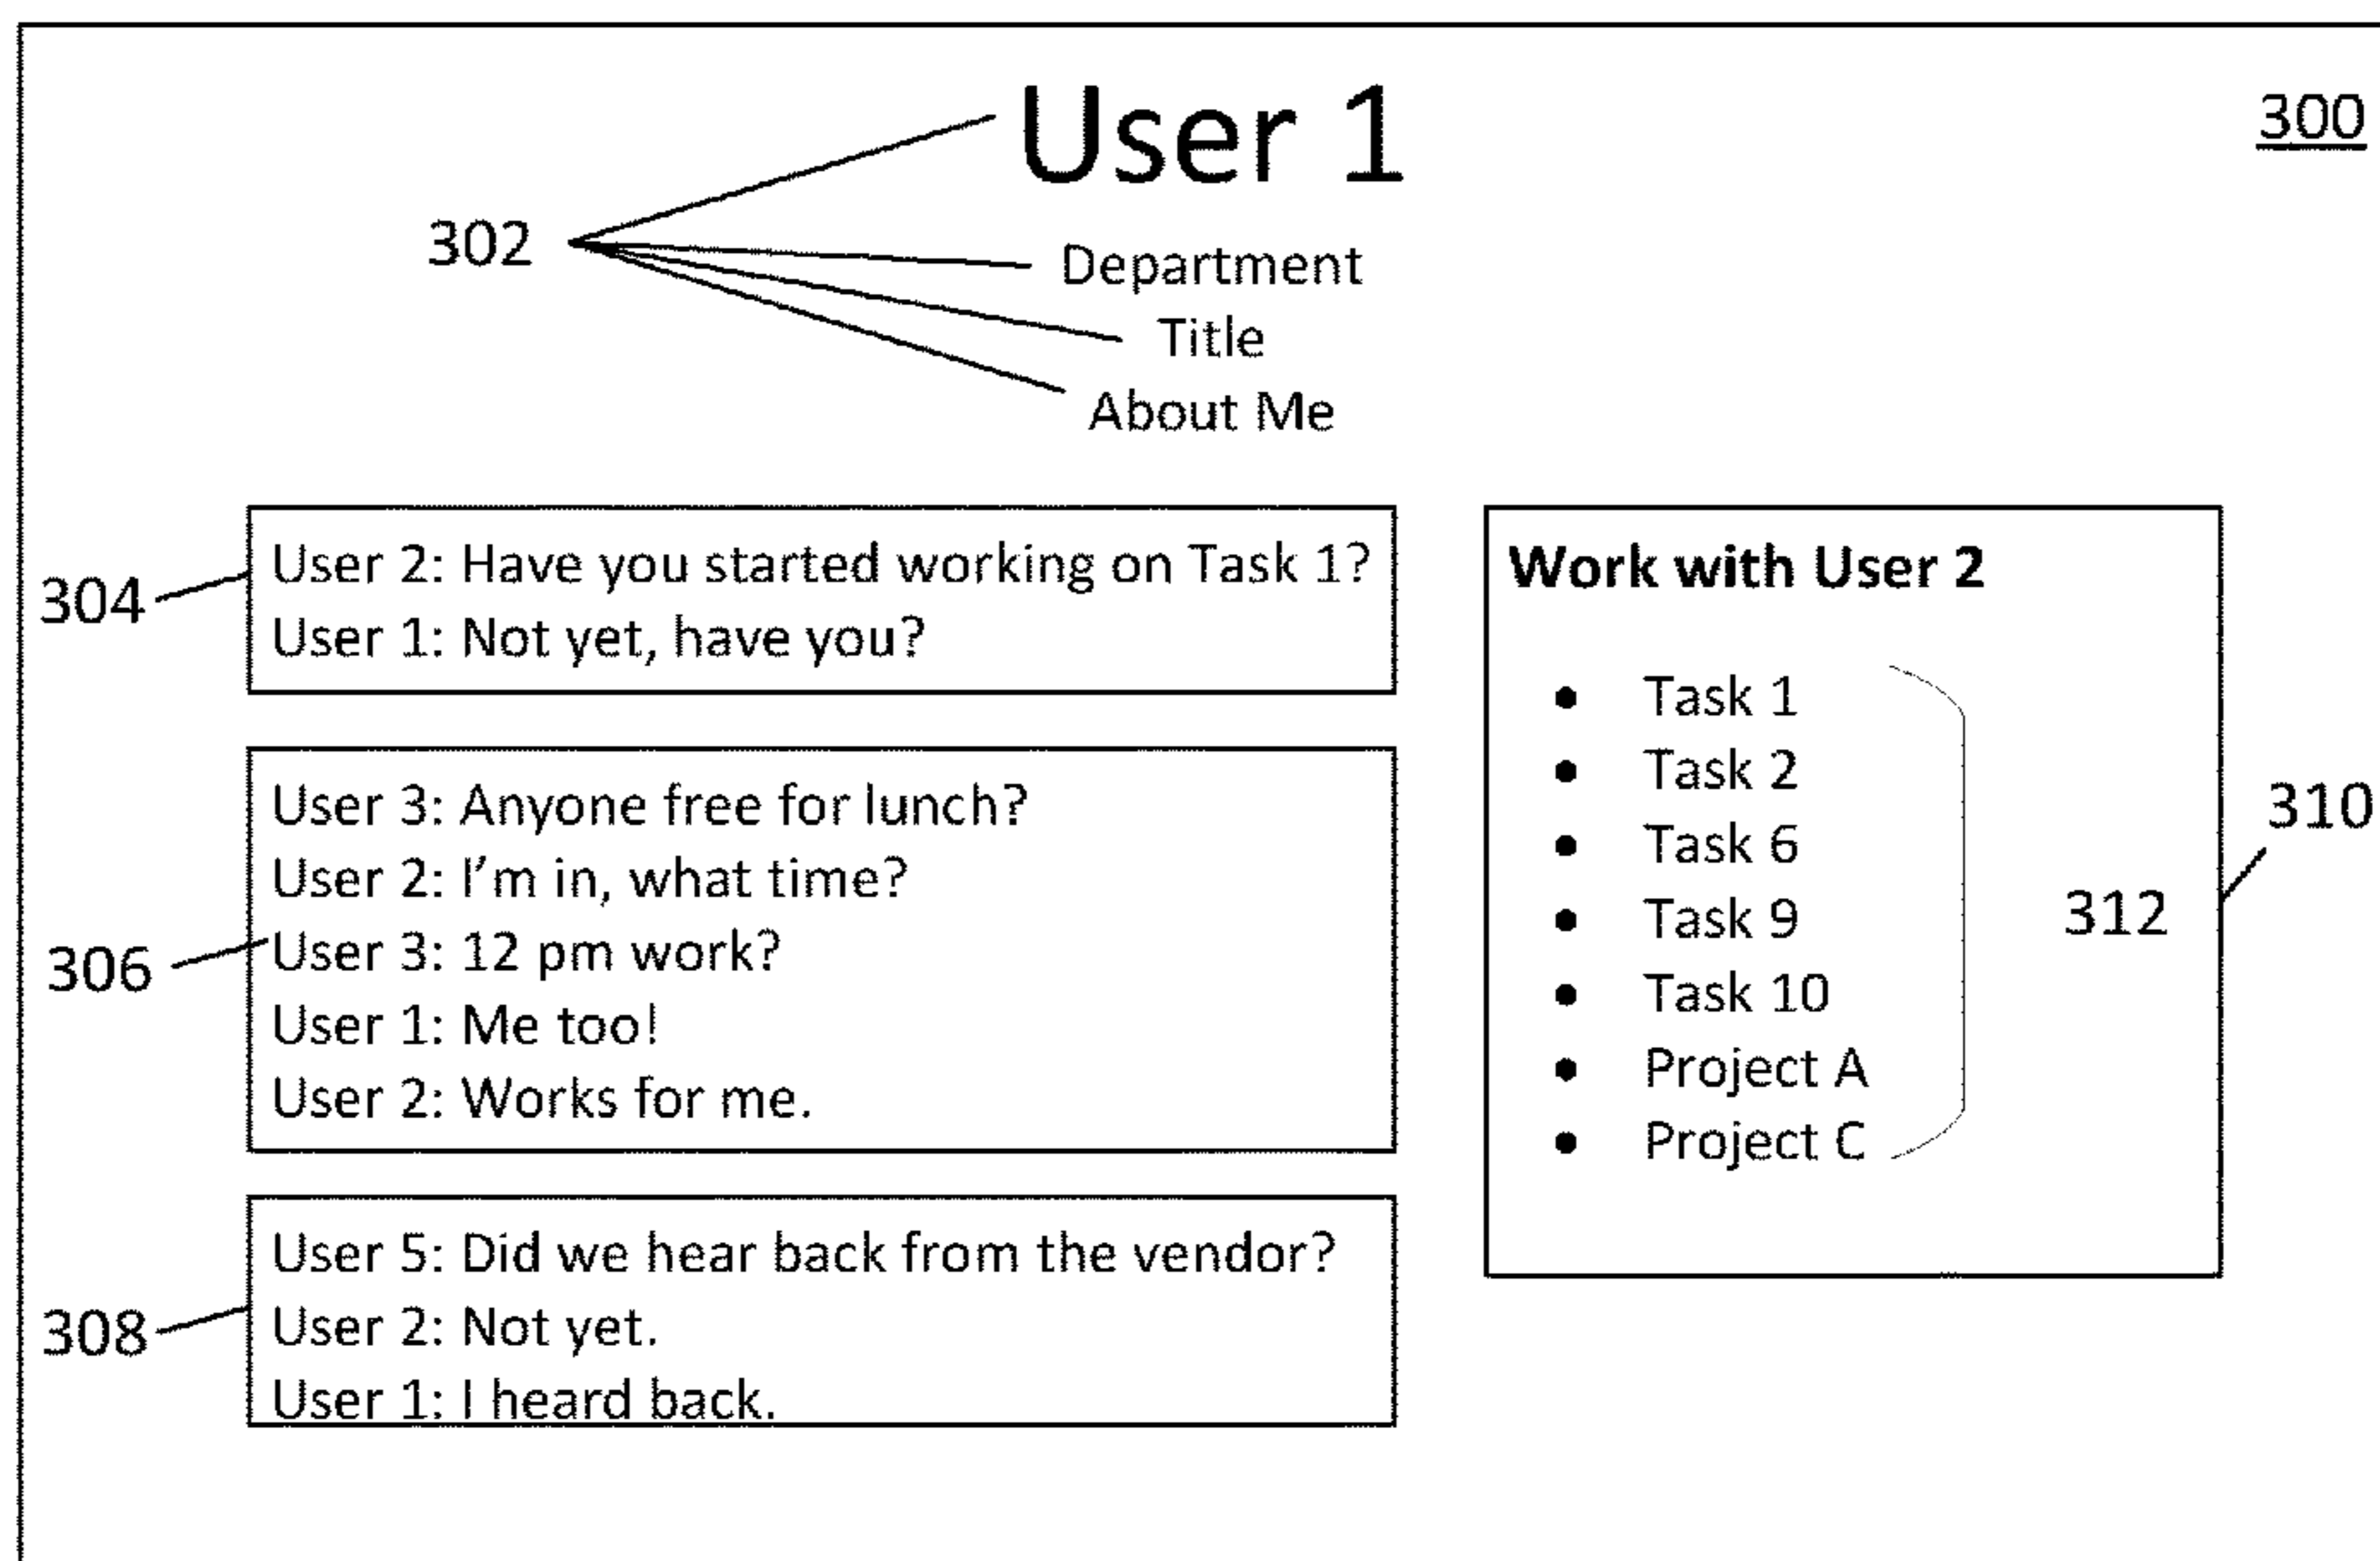 User 1
300
302
Department
Title
About Me
304
User 2: Have you started working on Task 1?
User 1: Not yet, have you?
306
User 3: Anyone free for lunch?
User 2: I'm in, what time?
User 3: 12 pm work?
User 1: Me too!
User 2: Works for me.
308
User 5: Did we hear back from the vendor?
User 2: Not yet.
User 1: I heard back.
Work with User 2
• Task 1
• Task 2
• Task 6
• Task 9
• Task 10
• Project A
• Project C
312
310